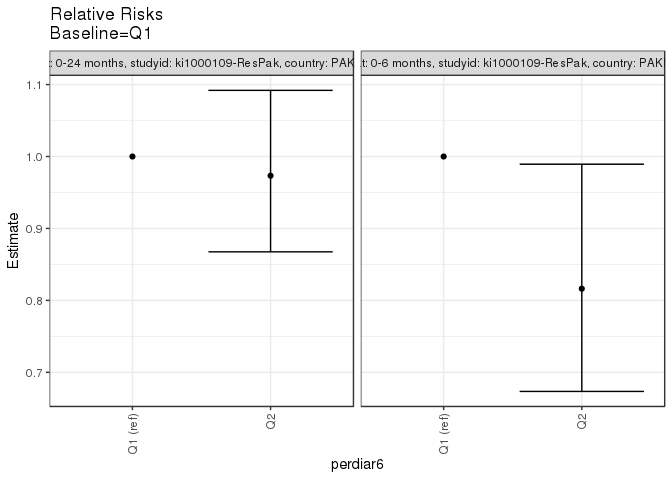 Relative Risks
Baseline=Q1
t: 0-24 months, studyid: ki1000109-ResPak, country: PAK
t: 0-6 months, studyid: ki1000109-ResPak, country: PAK
1.1
1.0
0.9
0.8
0.7
Estimate
Q1 (ref)
Q2
Q1 (ref)
Q2
perdiar6